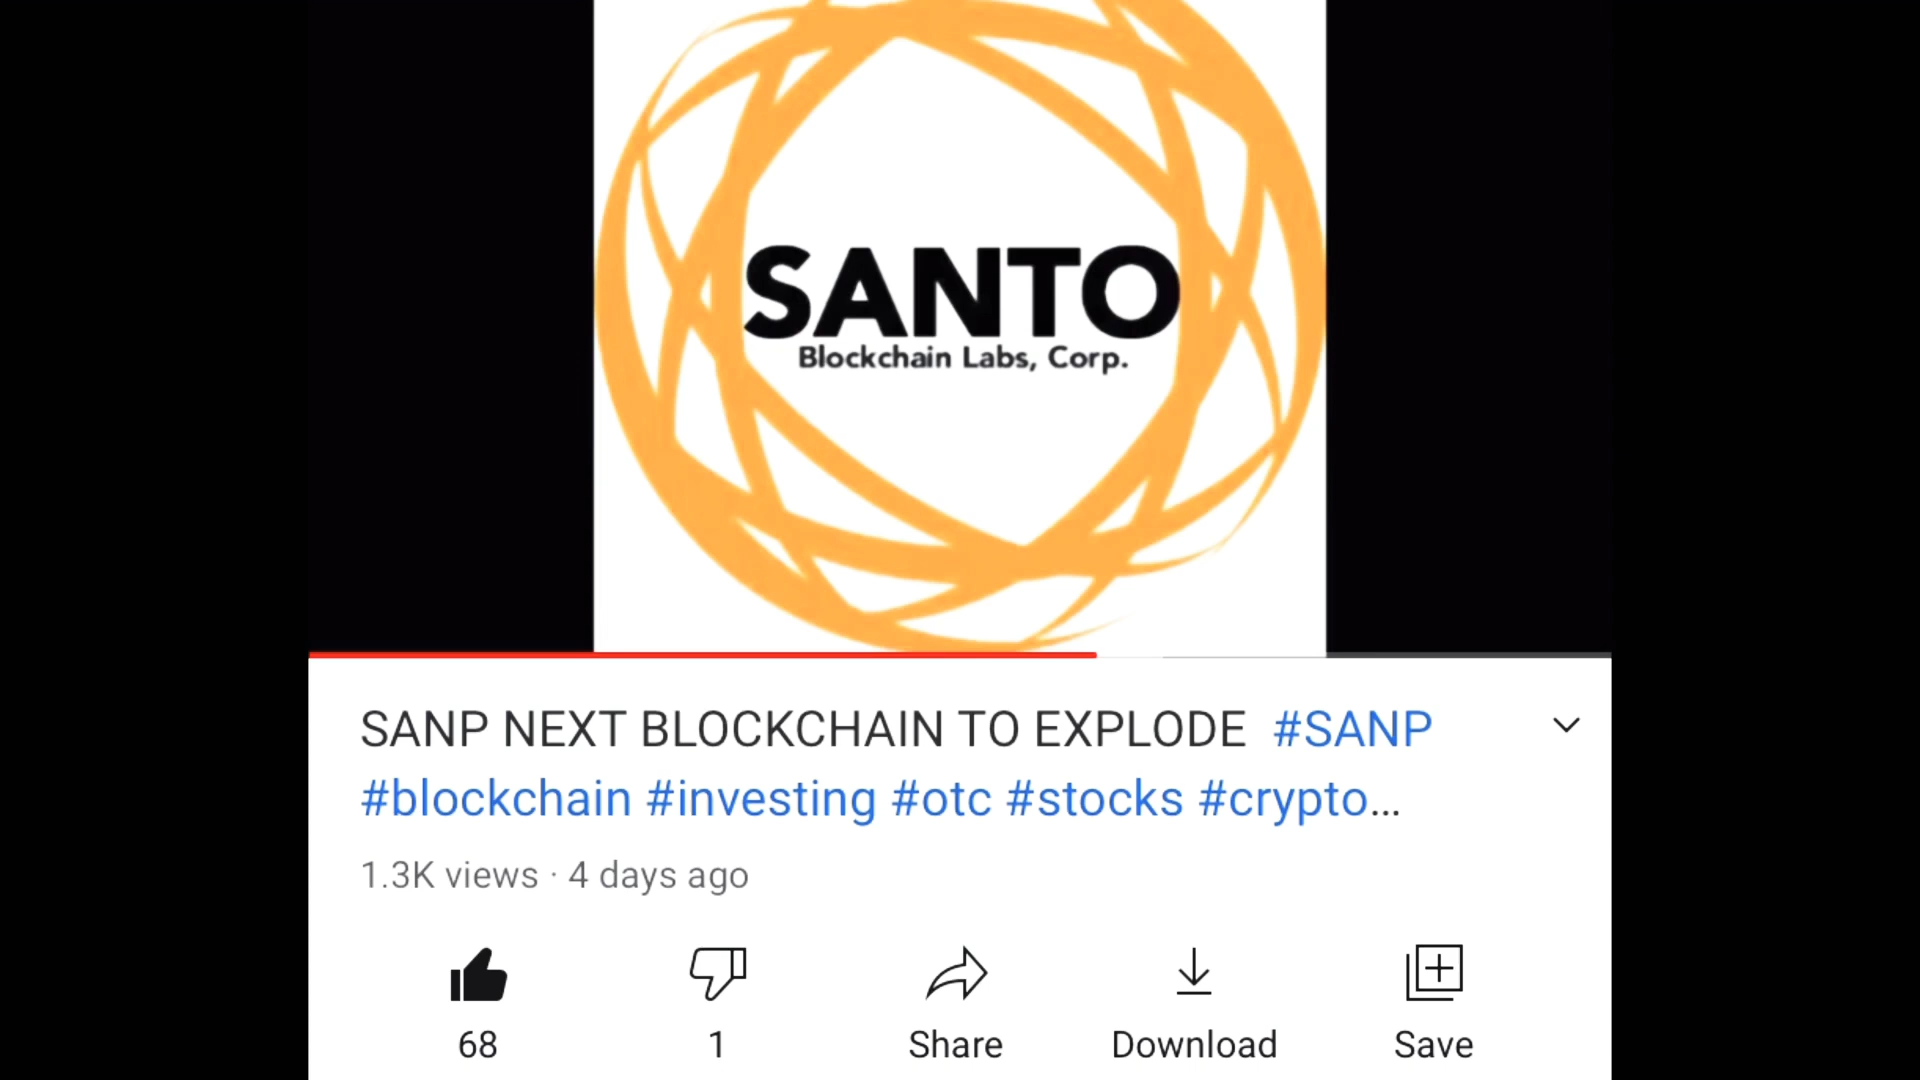 SANTO
Blockchain Labs, Corp.
SANP NEXT BLOCKCHAIN TO EXPLODE #SANP
#blockchain #investing #otc #stocks #crypto...
1.3K views · 4 days ago
68 1 Share Download Save